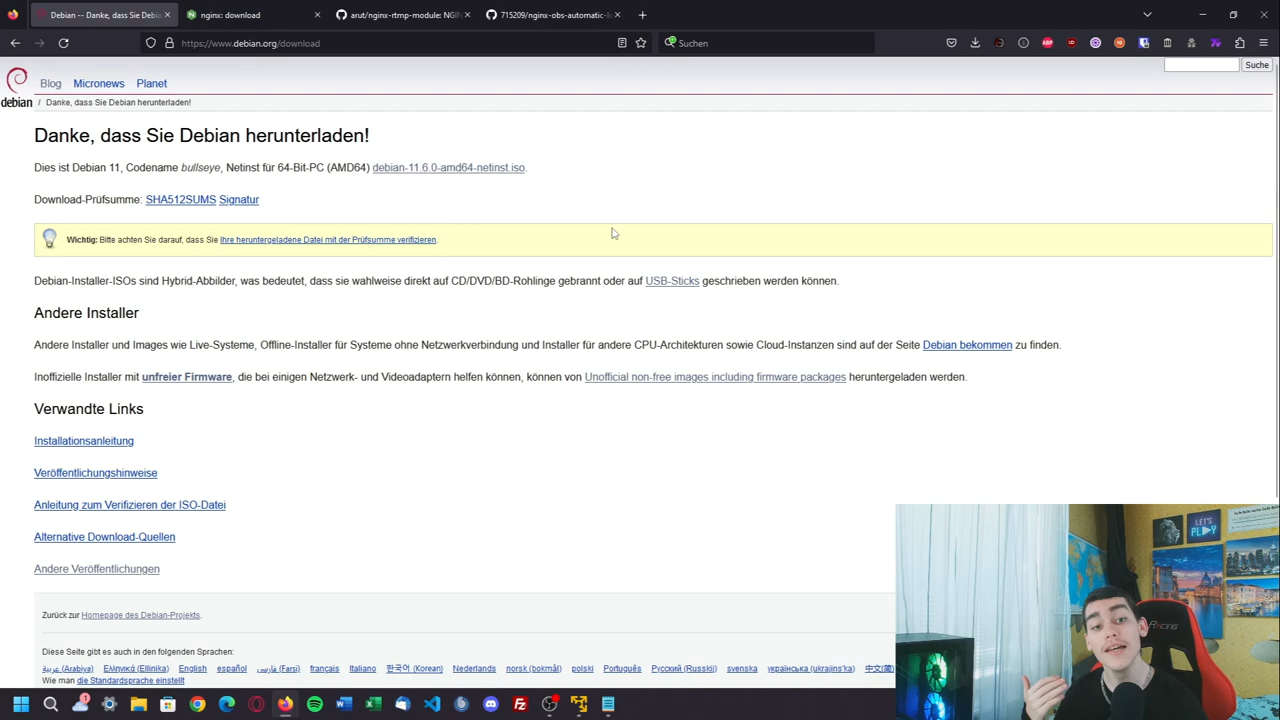 Debian -- Danke, dass Sie Debia
nginx: download
arut/nginx-rtmp-module: NGIN
715209/nginx-obs-automatic-l
https://www.debian.org/download
Suchen
debian
Blog
Micronews
Planet
Suche
/ Danke, dass Sie Debian herunterladen!
Danke, dass Sie Debian herunterladen!
Dies ist Debian 11, Codename bullseye, Netinst für 64-Bit-PC (AMD64) debian-11.6.0-amd64-netinst.iso.
Download-Prüfsumme: SHA512SUMS Signatur
Wichtig: Bitte achten Sie darauf, dass Sie Ihre heruntergeladene Datei mit der Prüfsumme verifizieren.
Debian-Installer-ISOs sind Hybrid-Abbilder, was bedeutet, dass sie wahlweise direkt auf CD/DVD/BD-Rohlinge gebrannt oder auf USB-Sticks geschrieben werden können.
Andere Installer
Andere Installer und Images wie Live-Systeme, Offline-Installer für Systeme ohne Netzwerkverbindung und Installer für andere CPU-Architekturen sowie Cloud-Instanzen sind auf der Seite Debian bekommen zu finden.
Inoffizielle Installer mit unfreier Firmware, die bei einigen Netzwerk- und Videoadaptern helfen können, können von Unofficial non-free images including firmware packages heruntergeladen werden.
Verwandte Links
Installationsanleitung
Veröffentlichungshinweise
Anleitung zum Verifizieren der ISO-Datei
Alternative Download-Quellen
Andere Veröffentlichungen
LET'S PLAY
Zurück zur Homepage des Debian-Projekts.
Diese Seite gibt es auch in den folgenden Sprachen:
عربية (Arabiya) Ελληνικά (Ellinika) English español فارسی (Farsi) français Italiano 한국어 (Korean) Nederlands norsk (bokmål) polski Português Русский (Russkij) svenska українська (ukrajins'ka)
Wie man die Standardsprache einstellt